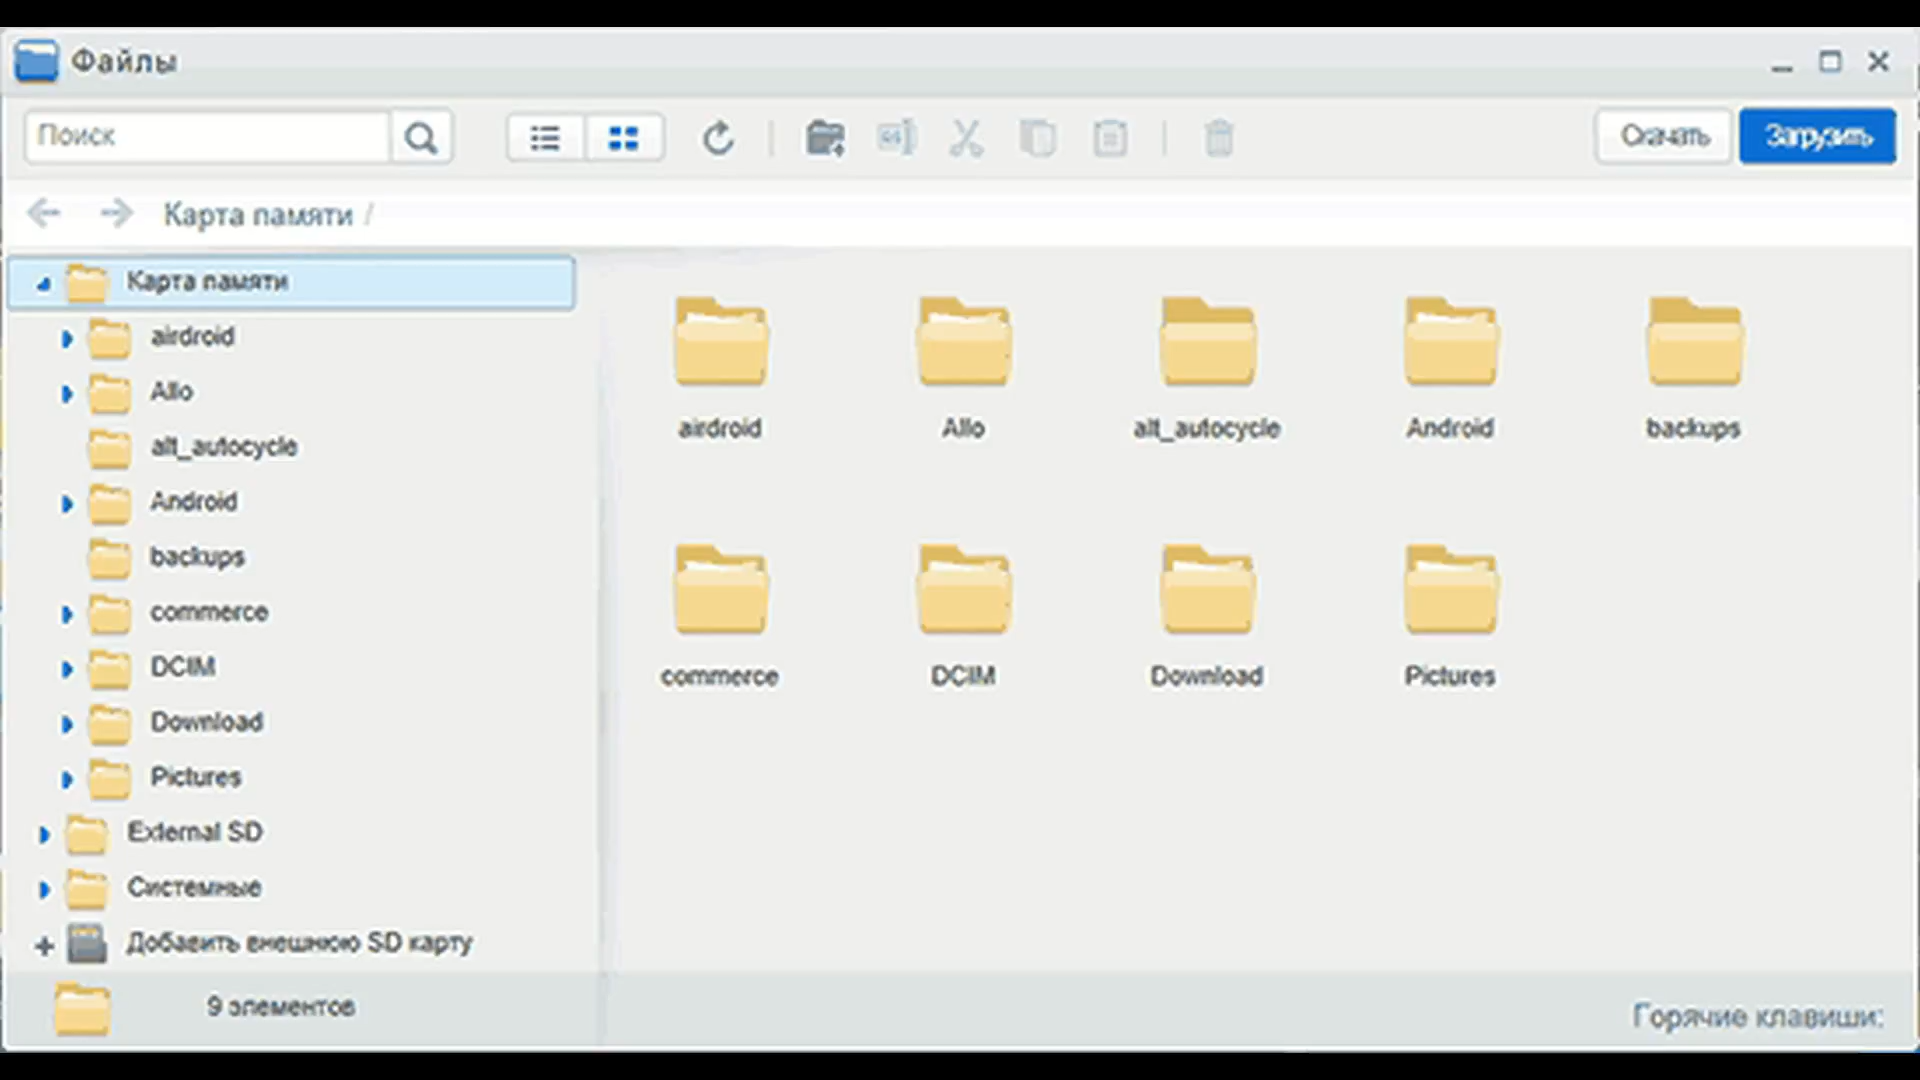 Файлы
Поиск
Скачать
Загрузить
Карта памяти /
Карта памяти
airdroid
Allo
alt_autocycle
Android
backups
commerce
DCIM
Download
Pictures
External SD
Системные
Добавить внешнюю SD карту
airdroid
Allo
alt_autocycle
Android
backups
commerce
DCIM
Download
Pictures
9 элементов
Горячие клавиши: